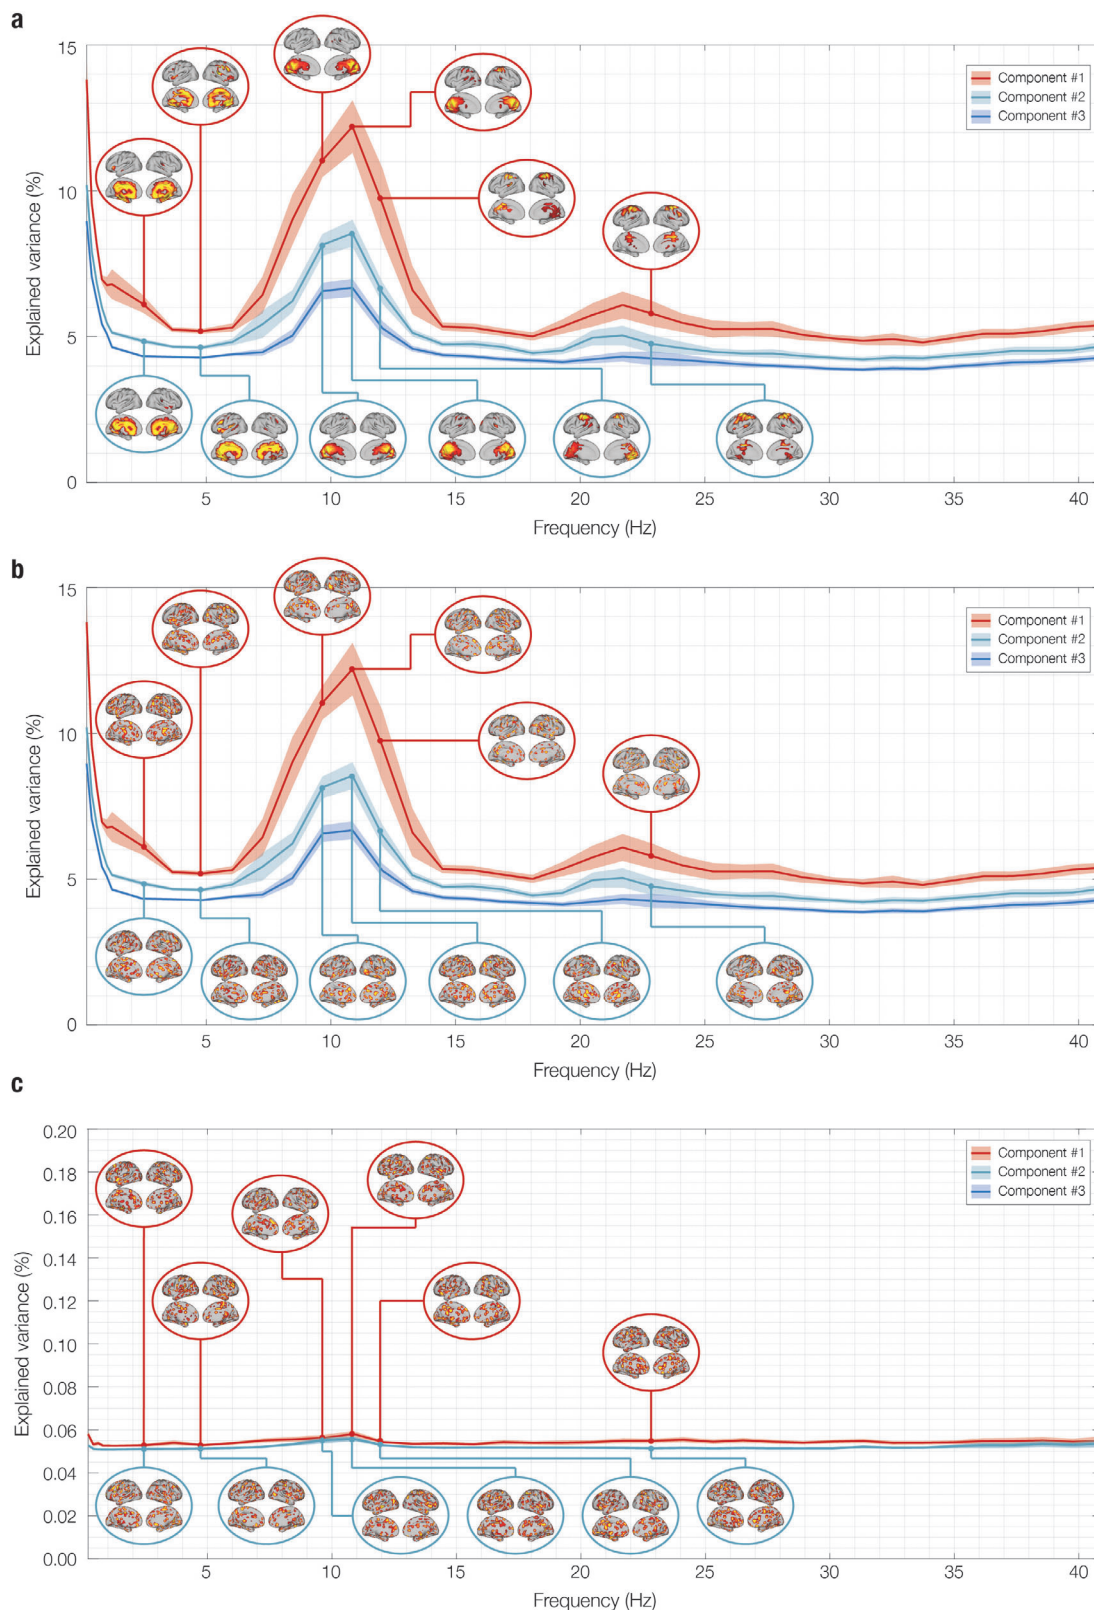 a
15
10
5
0
Explained variance (%)
Component #1
Component #2
Component #3
5
10
15
20
25
30
35
40
Frequency (Hz)
b
15
10
5
0
Explained variance (%)
Component #1
Component #2
Component #3
5
10
15
20
25
30
35
40
Frequency (Hz)
c
0.20
0.18
0.16
0.14
0.12
0.10
0.08
0.06
0.04
0.02
0.00
Explained variance (%)
Component #1
Component #2
Component #3
5
10
15
20
25
30
35
40
Frequency (Hz)